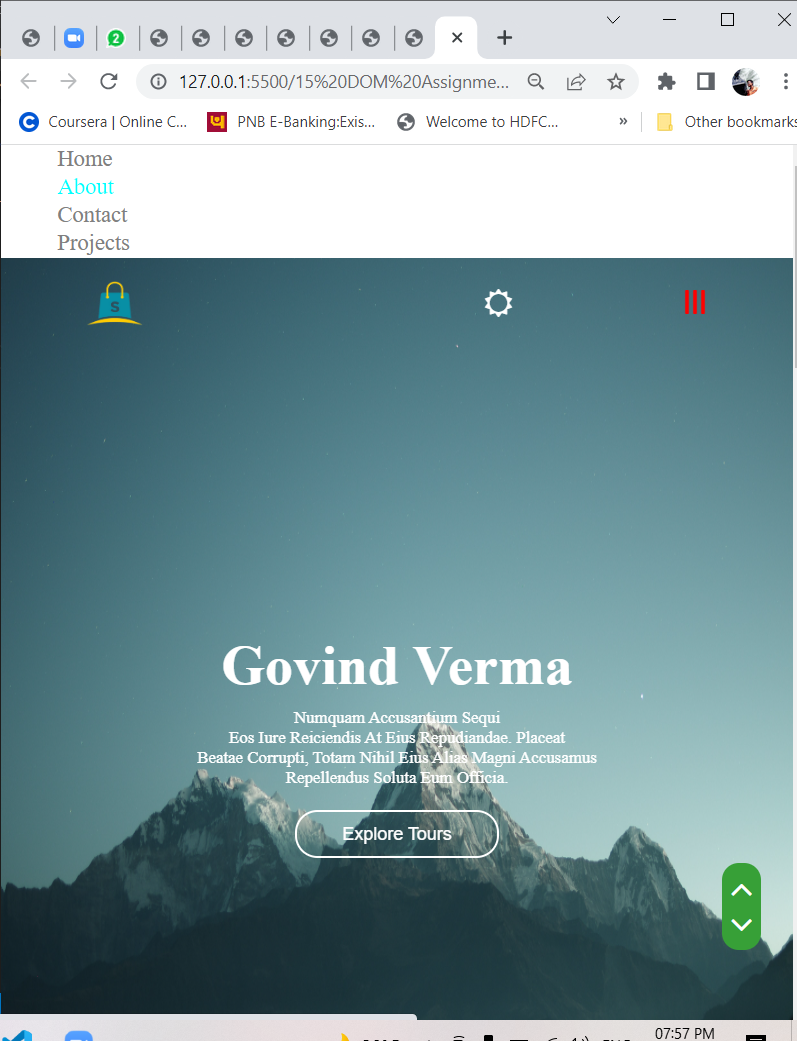 2
127.0.0.1:5500/15%20DOM%20Assignme...
Coursera | Online C...
PNB E-Banking:Exis...
Welcome to HDFC...
»
Other bookmarks
Home
About
Contact
Projects
S
Govind Verma
Numquam Accusantium Sequi
Eos Iure Reiciendis At Eius Repudiandae. Placeat
Beatae Corrupti, Totam Nihil Eius Alias Magni Accusamus
Repellendus Soluta Eum Officia.
Explore Tours
07:57 PM